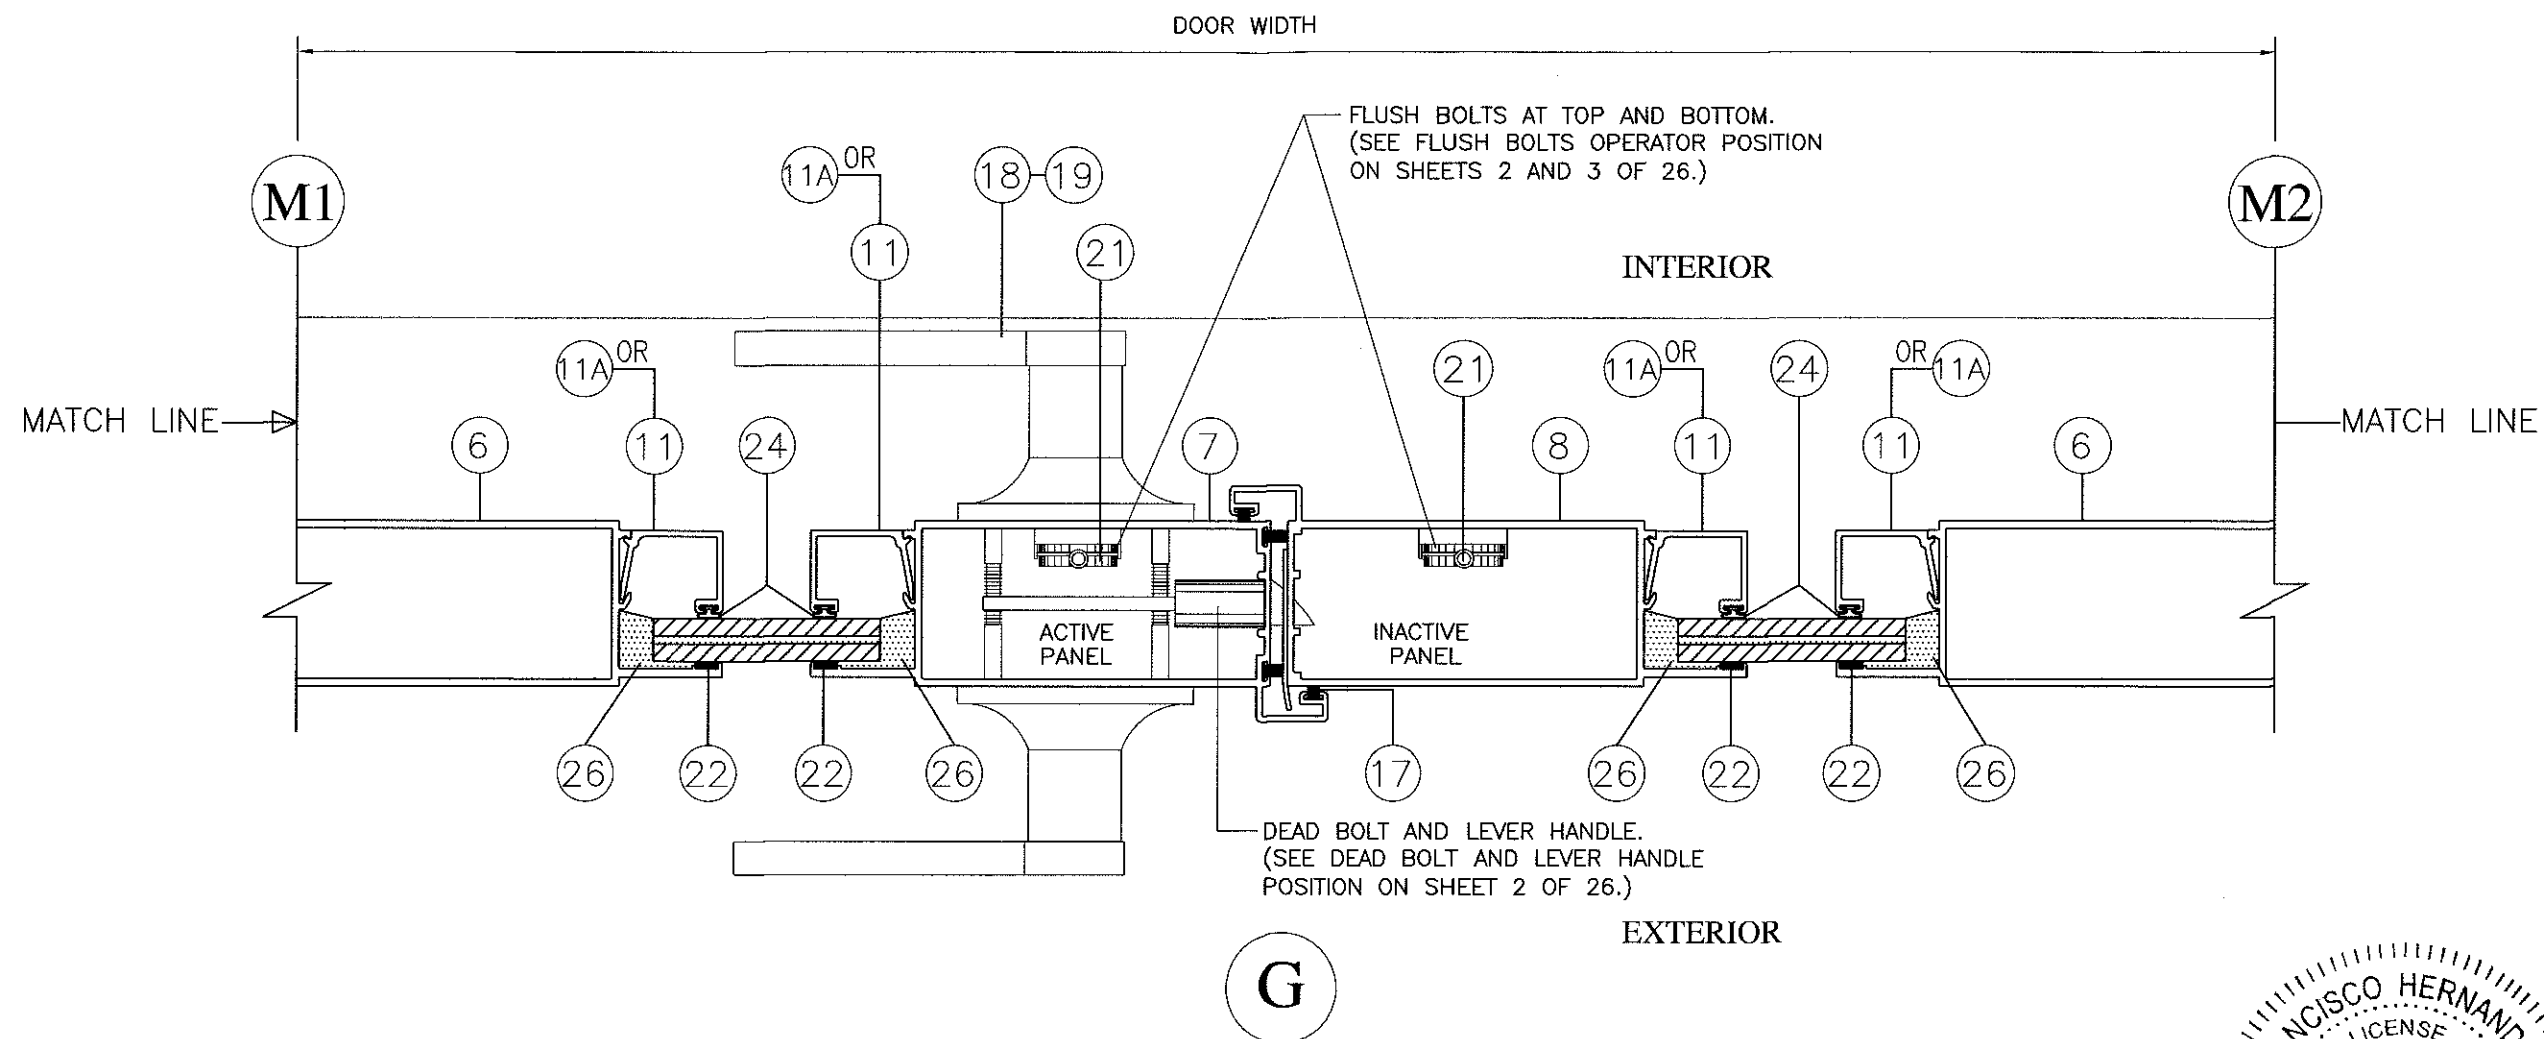 DOOR WIDTH
FLUSH BOLTS AT TOP AND BOTTOM.
(SEE FLUSH BOLTS OPERATOR POSITION
ON SHEETS 2 AND 3 OF 26.)
M1
11A OR
18 19
M2
11
21
INTERIOR
11A OR
21
11A OR
24
OR 11A
MATCH LINE
MATCH LINE
6
11
24
7
8
11
11
6
ACTIVE
PANEL
INACTIVE
PANEL
26
22
22
26
17
26
22
22
26
DEAD BOLT AND LEVER HANDLE.
(SEE DEAD BOLT AND LEVER HANDLE
POSITION ON SHEET 2 OF 26.)
EXTERIOR
G
NCISCO HERNAND
LICENSE